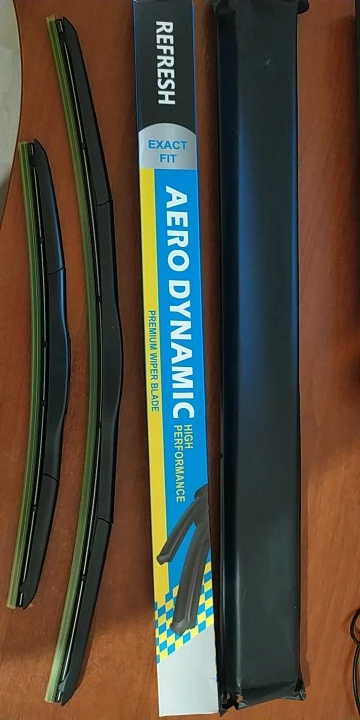 REFRESH
EXACT
FIT
AERO DYNAMIC
HIGH
PERFORMANCE
PREMIUM WIPER BLADE